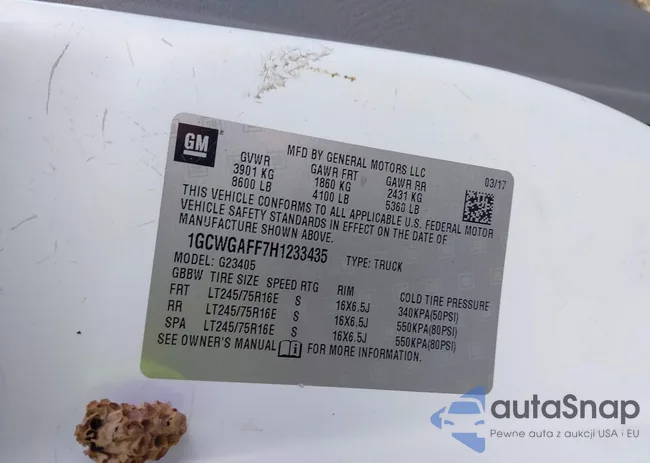 GM
MFD BY GENERAL MOTORS LLC
03/17
GVWR GAWR FRT GAWR RR
3901 KG 1860 KG 2431 KG
8600 LB 4100 LB 5360 LB
THIS VEHICLE CONFORMS TO ALL APPLICABLE U.S. FEDERAL MOTOR
VEHICLE SAFETY STANDARDS IN EFFECT ON THE DATE OF
MANUFACTURE SHOWN ABOVE.
1GCWGAFF7H1233435 TYPE: TRUCK
MODEL: G23405
GBBW TIRE SIZE SPEED RTG RIM COLD TIRE PRESSURE
FRT LT245/75R16E S 16X6.5J 340KPA(50PSI)
RR LT245/75R16E S 16X6.5J 550KPA(80PSI)
SPA LT245/75R16E S 16X6.5J 550KPA(80PSI)
SEE OWNER'S MANUAL FOR MORE INFORMATION.
autaSnap
Pewne auta z aukcji USA i EU